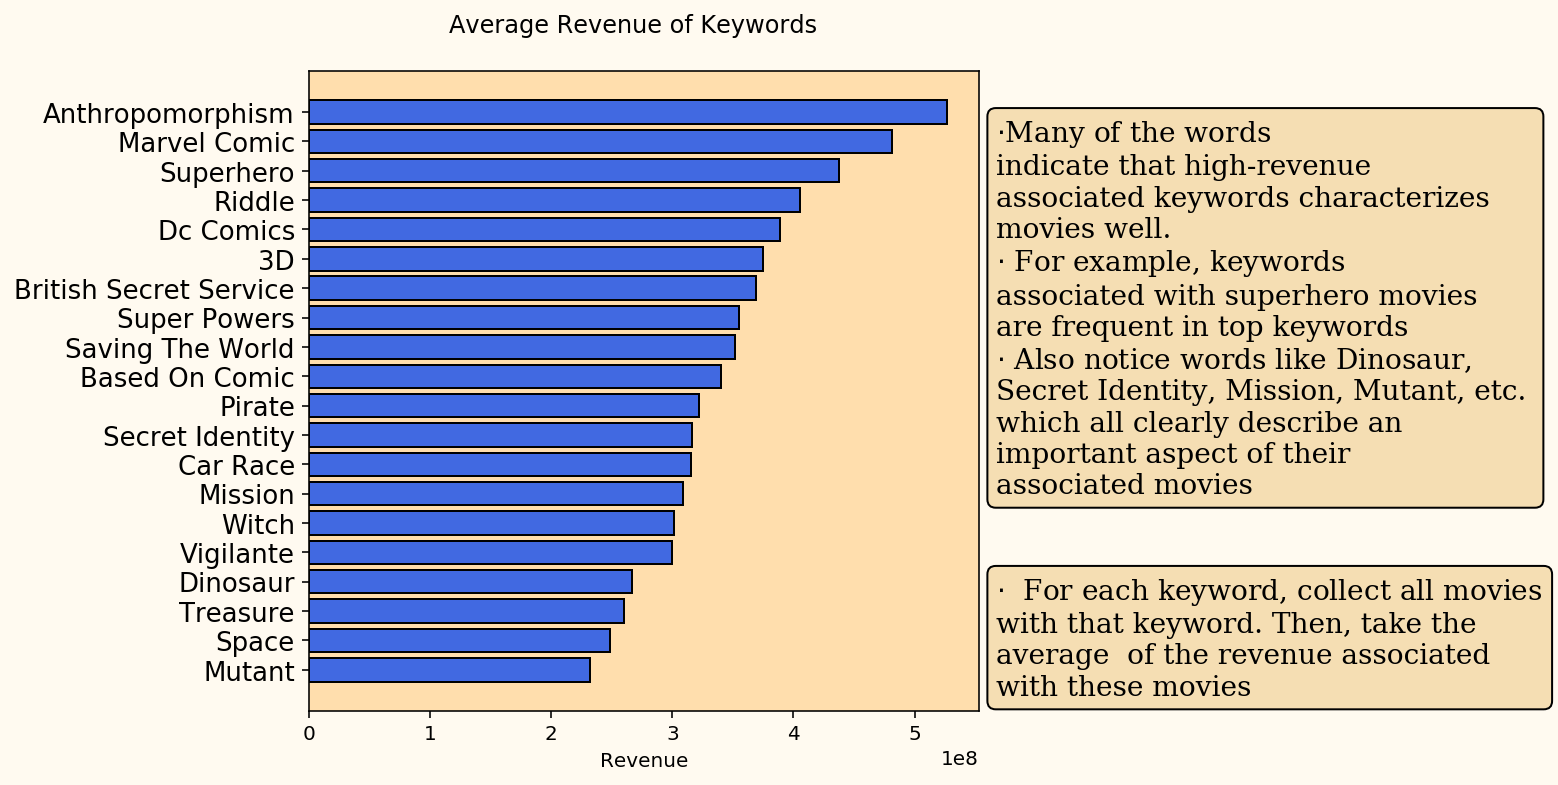 Average Revenue of Keywords
Anthropomorphism
Marvel Comic
Superhero
Riddle
Dc Comics
3D
British Secret Service
Super Powers
Saving The World
Based On Comic
Pirate
Secret Identity
Car Race
Mission
Witch
Vigilante
Dinosaur
Treasure
Space
Mutant
0 1 2 3 4 5
1e8
Revenue
·Many of the words
indicate that high-revenue
associated keywords characterizes
movies well.
· For example, keywords
associated with superhero movies
are frequent in top keywords
· Also notice words like Dinosaur,
Secret Identity, Mission, Mutant, etc.
which all clearly describe an
important aspect of their
associated movies
·  For each keyword, collect all movies
with that keyword. Then, take the
average  of the revenue associated
with these movies